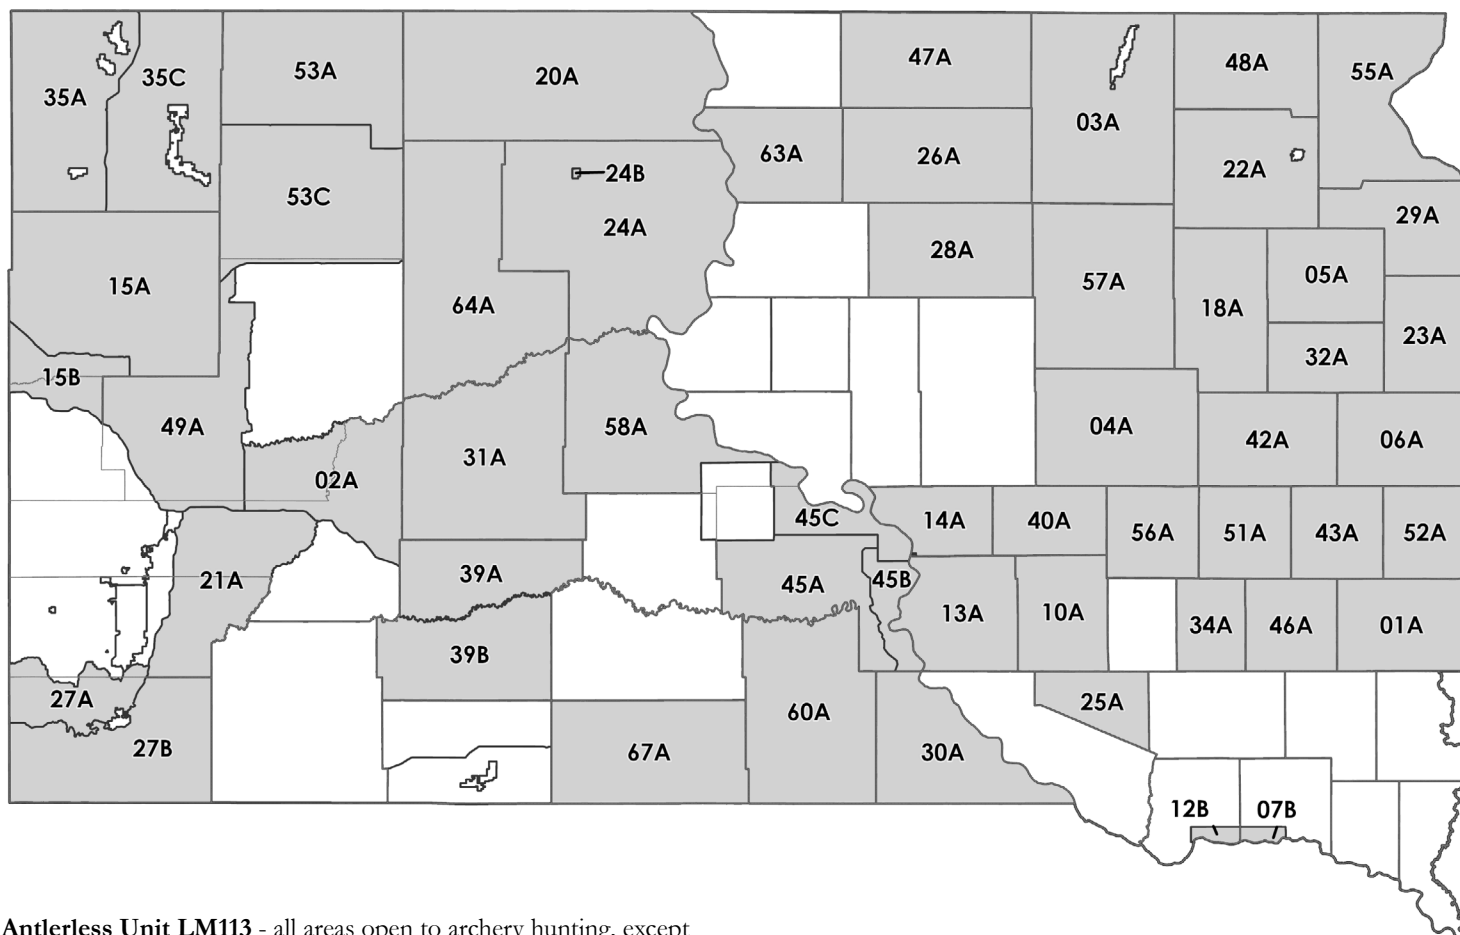 47A
48A
55A
35C
53A
20A
35A
03A
63A
26A
24B
22A
53C
24A
29A
28A
05A
15A
57A
64A
18A
23A
32A
15B
49A
58A
04A
42A
06A
31A
02A
45C
14A
40A
56A
51A
43A
52A
39A
21A
45A
45B
13A
10A
34A
46A
01A
39B
27A
25A
60A
27B
67A
30A
12B
07B
Antlerless Unit LM113 - all areas open to archery hunting, except